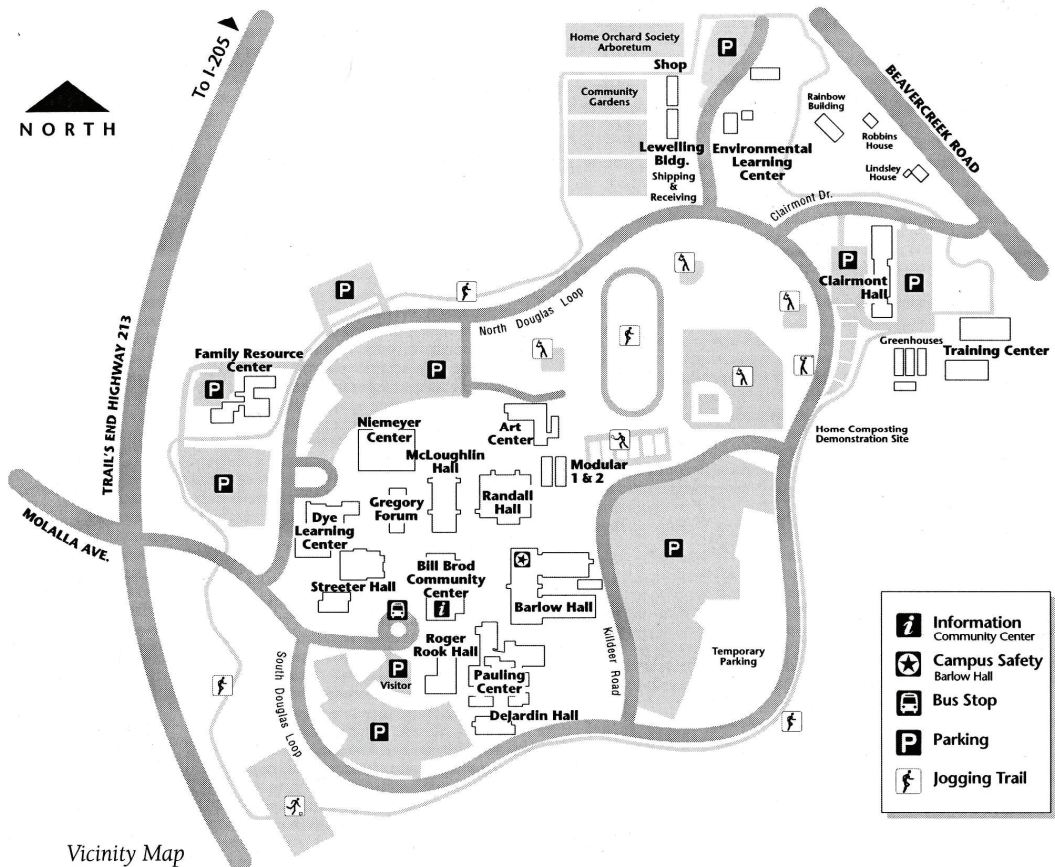 To I-205
NORTH
Home Orchard Society
Arboretum
Shop
P
Community
Gardens
Lewelling
Bldg.
Shipping
&
Receiving
Environmental
Learning
Center
Rainbow
Building
Robbins
House
Lindsley
House
BEAVERCREEK ROAD
Clairmont Dr.
P
Clairmont
Hall
P
Greenhouses
Training Center
P
North Douglas Loop
TRAIL'S END HIGHWAY 213
Family Resource
Center
P
P
Home Composting
Demonstration Site
Niemeyer
Center
Art
Center
McLoughlin
Hall
Modular
1 & 2
P
Gregory
Forum
Randall
Hall
MOLALLA AVE.
Dye
Learning
Center
P
Streeter Hall
Bill Brod
Community
Center
i
Barlow Hall
Killdeer Road
Roger
Rook Hall
P
Visitor
Pauling
Center
Temporary
Parking
South Douglas Loop
DeJardin Hall
P
i Information
Community Center
Campus Safety
Barlow Hall
Bus Stop
P Parking
Jogging Trail
Vicinity Map